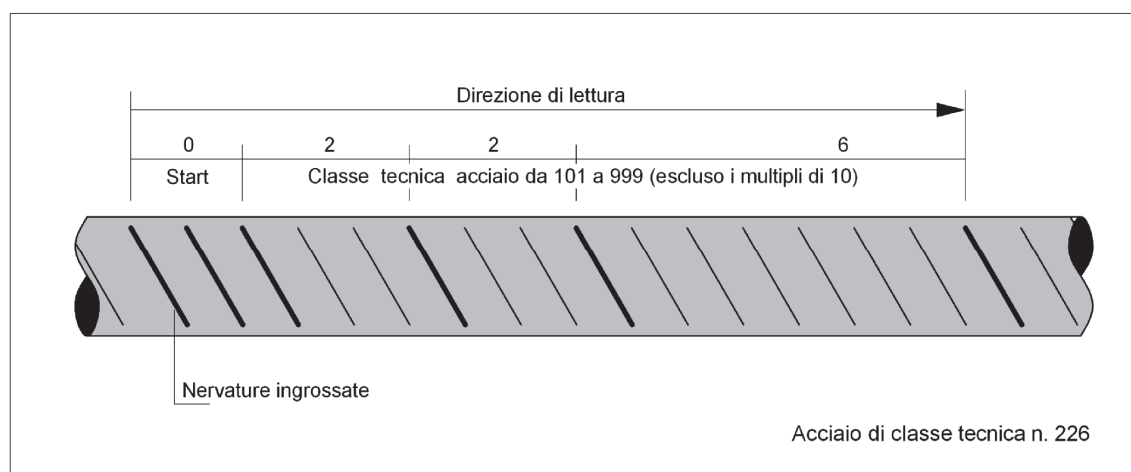 Direzione di lettura
0 2 2 6
Start Classe tecnica acciaio da 101 a 999 (escluso i multipli di 10)
Nervature ingrossate
Acciaio di classe tecnica n. 226